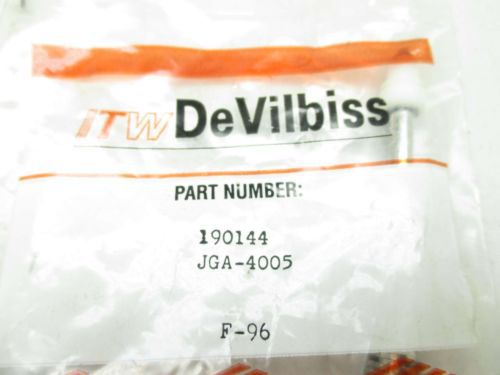 ITW DeVilbiss
PART NUMBER:
190144
JGA-4005
F-96